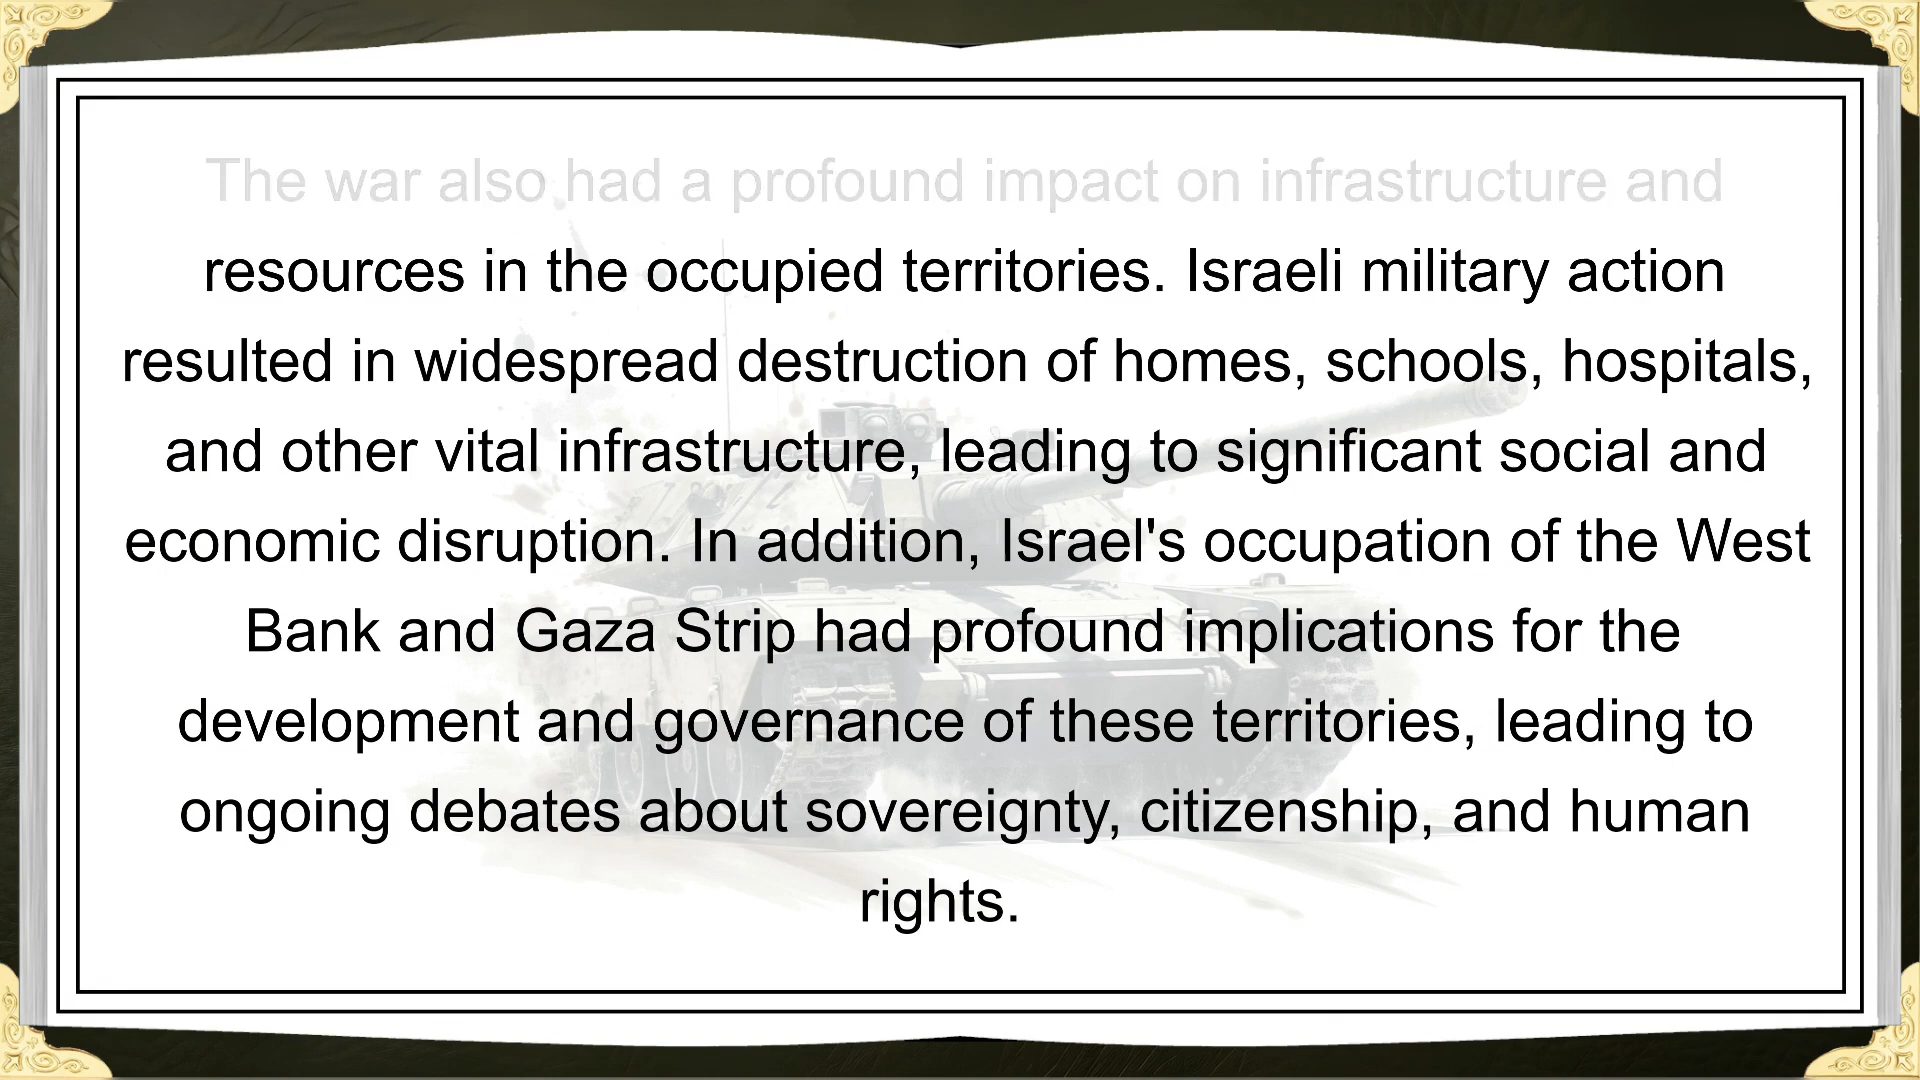 The war also had a profound impact on infrastructure and
resources in the occupied territories. Israeli military action
resulted in widespread destruction of homes, schools, hospitals,
and other vital infrastructure, leading to significant social and
economic disruption. In addition, Israel's occupation of the West
Bank and Gaza Strip had profound implications for the
development and governance of these territories, leading to
ongoing debates about sovereignty, citizenship, and human
rights.